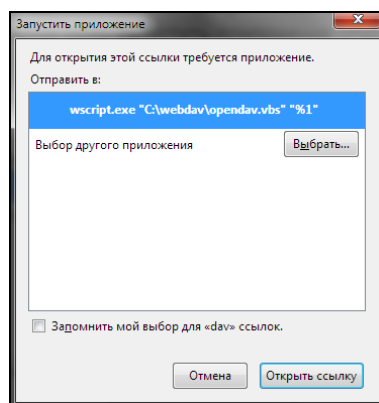 Запустить приложение
Для открытия этой ссылки требуется приложение.
Отправить в:
wscript.exe "C:\webdav\opendav.vbs" "%1"
Выбор другого приложения
Выбрать...
Запомнить мой выбор для «dav» ссылок.
Отмена
Открыть ссылку